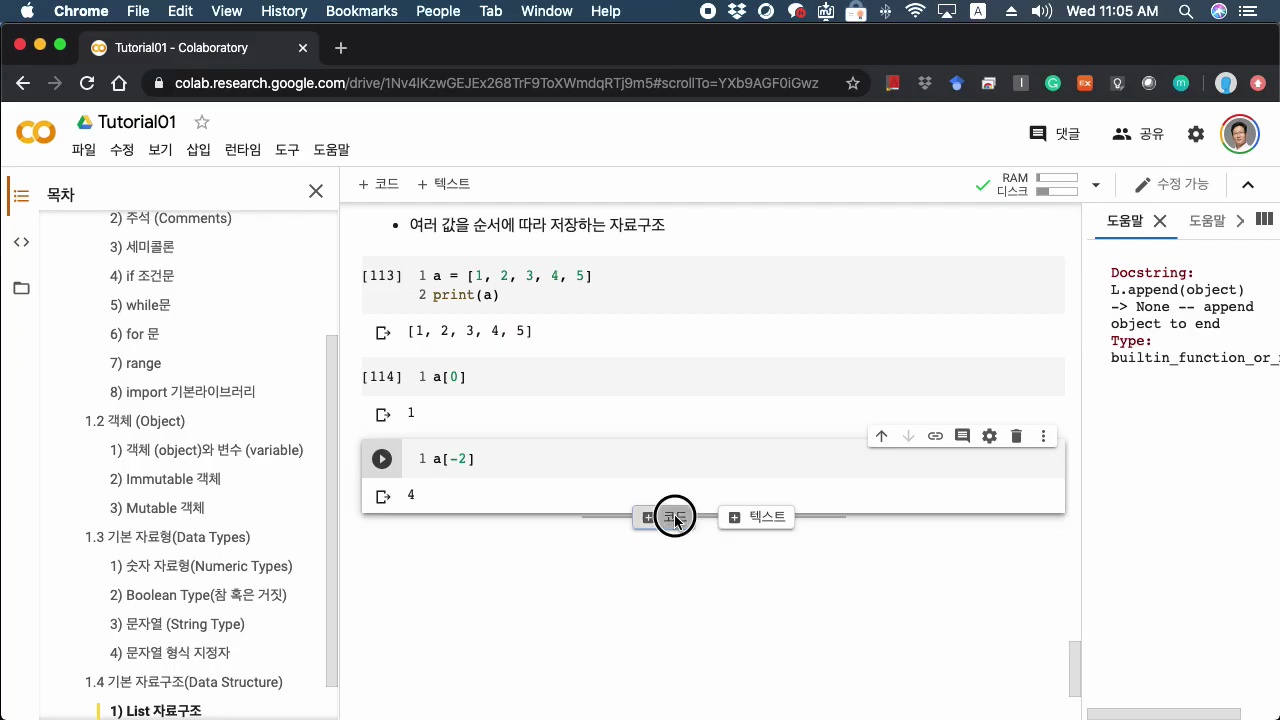 Chrome File Edit View History Bookmarks People Tab Window Help Wed 11:05 AM
Tutorial01 - Colaboratory
colab.research.google.com/drive/1Nv4lKzwGEJEx268TrF9ToXWmdqRTj9m5#scrollTo=YXb9AGF0iGwz
Tutorial01
파일 수정 보기 삽입 런타임 도구 도움말
댓글 공유
목차
+ 코드 + 텍스트
RAM
디스크
수정 가능
2) 주석 (Comments)
3) 세미콜론
4) if 조건문
5) while문
6) for 문
7) range
8) import 기본라이브러리
1.2 객체 (Object)
1) 객체 (object)와 변수 (variable)
2) Immutable 객체
3) Mutable 객체
1.3 기본 자료형(Data Types)
1) 숫자 자료형(Numeric Types)
2) Boolean Type(참 혹은 거짓)
3) 문자열 (String Type)
4) 문자열 형식 지정자
1.4 기본 자료구조(Data Structure)
1) List 자료구조
• 여러 값을 순서에 따라 저장하는 자료구조
[113] 1 a = [1, 2, 3, 4, 5]
2 print(a)
[1, 2, 3, 4, 5]
[114] 1 a[0]
1
1 a[-2]
4
코드 텍스트
도움말 도움말
Docstring:
L.append(object)
-> None -- append
object to end
Type:
builtin_function_or_